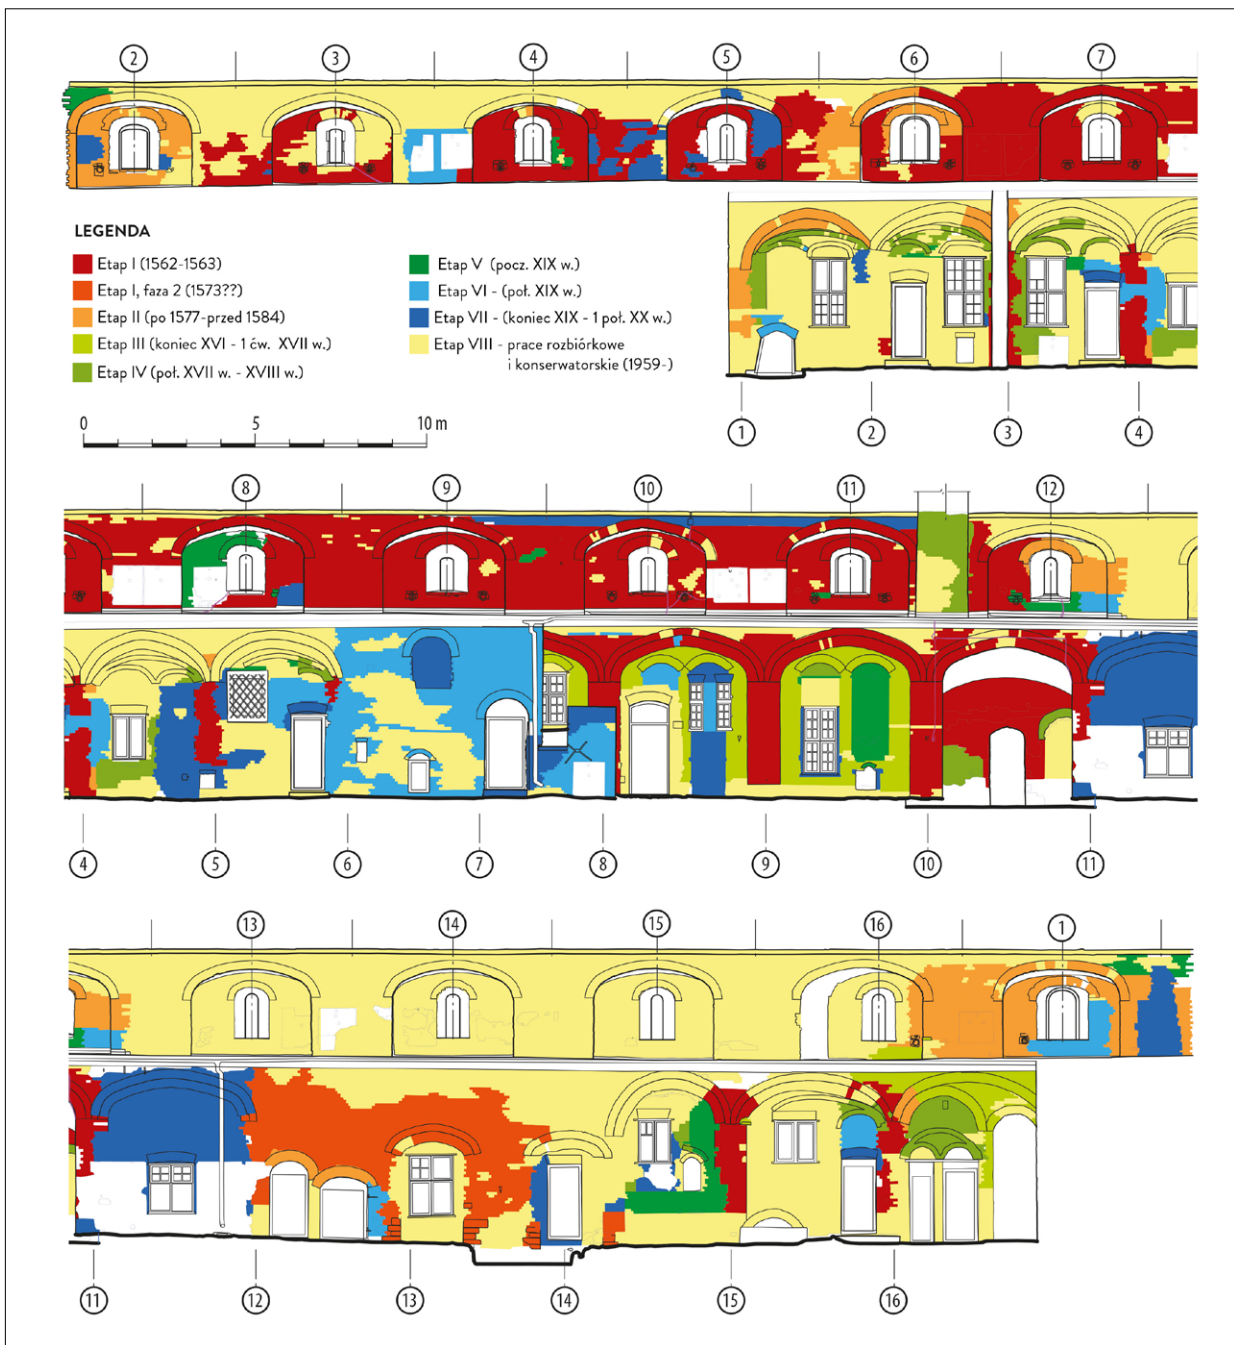 2 3 4 5 6 7
LEGENDA
Etap I (1562-1563)
Etap I, faza 2 (1573??)
Etap II (po 1577-przed 1584)
Etap III (koniec XVI - 1 ćw. XVII w.)
Etap IV (poł. XVII w. - XVIII w.)
Etap V (pocz. XIX w.)
Etap VI - (poł. XIX w.)
Etap VII - (koniec XIX - 1 poł. XX w.)
Etap VIII - prace rozbiórkowe
i konserwatorskie (1959-)
0 5 10 m
1 2 3 4
8 9 10 11 12
4 5 6 7 8 9 10 11
13 14 15 16 1
11 12 13 14 15 16